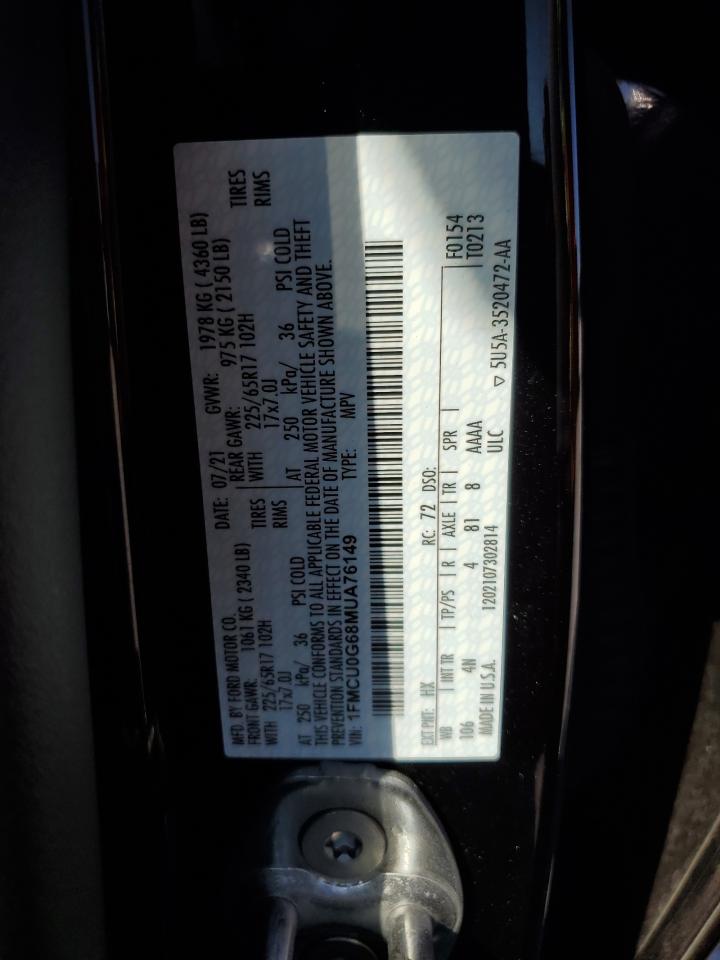 MFD. BY FORD MOTOR CO. DATE: 07/21 GVWR: 1978 KG ( 4360 LB)
FRONT GAWR: 1061 KG ( 2340 LB) REAR GAWR: 975 KG ( 2150 LB)
WITH 225/65R17 102H TIRES WITH 225/65R17 102H TIRES
17x7.0J RIMS 17x7.0J RIMS
AT 250 kPa/ 36 PSI COLD AT 250 kPa/ 36 PSI COLD
THIS VEHICLE CONFORMS TO ALL APPLICABLE FEDERAL MOTOR VEHICLE SAFETY AND THEFT
PREVENTION STANDARDS IN EFFECT ON THE DATE OF MANUFACTURE SHOWN ABOVE.
VIN: 1FMCU0G68MUA76149 TYPE: MPV
EXT PNT: HX RC: 72 DSO: F0154
WB INT TR TP/PS R AXLE TR SPR T0213
106 4N 4 81 8 AAAA
MADE IN U.S.A. 1202107302814 ULC ▽ 5U5A-3520472-AA